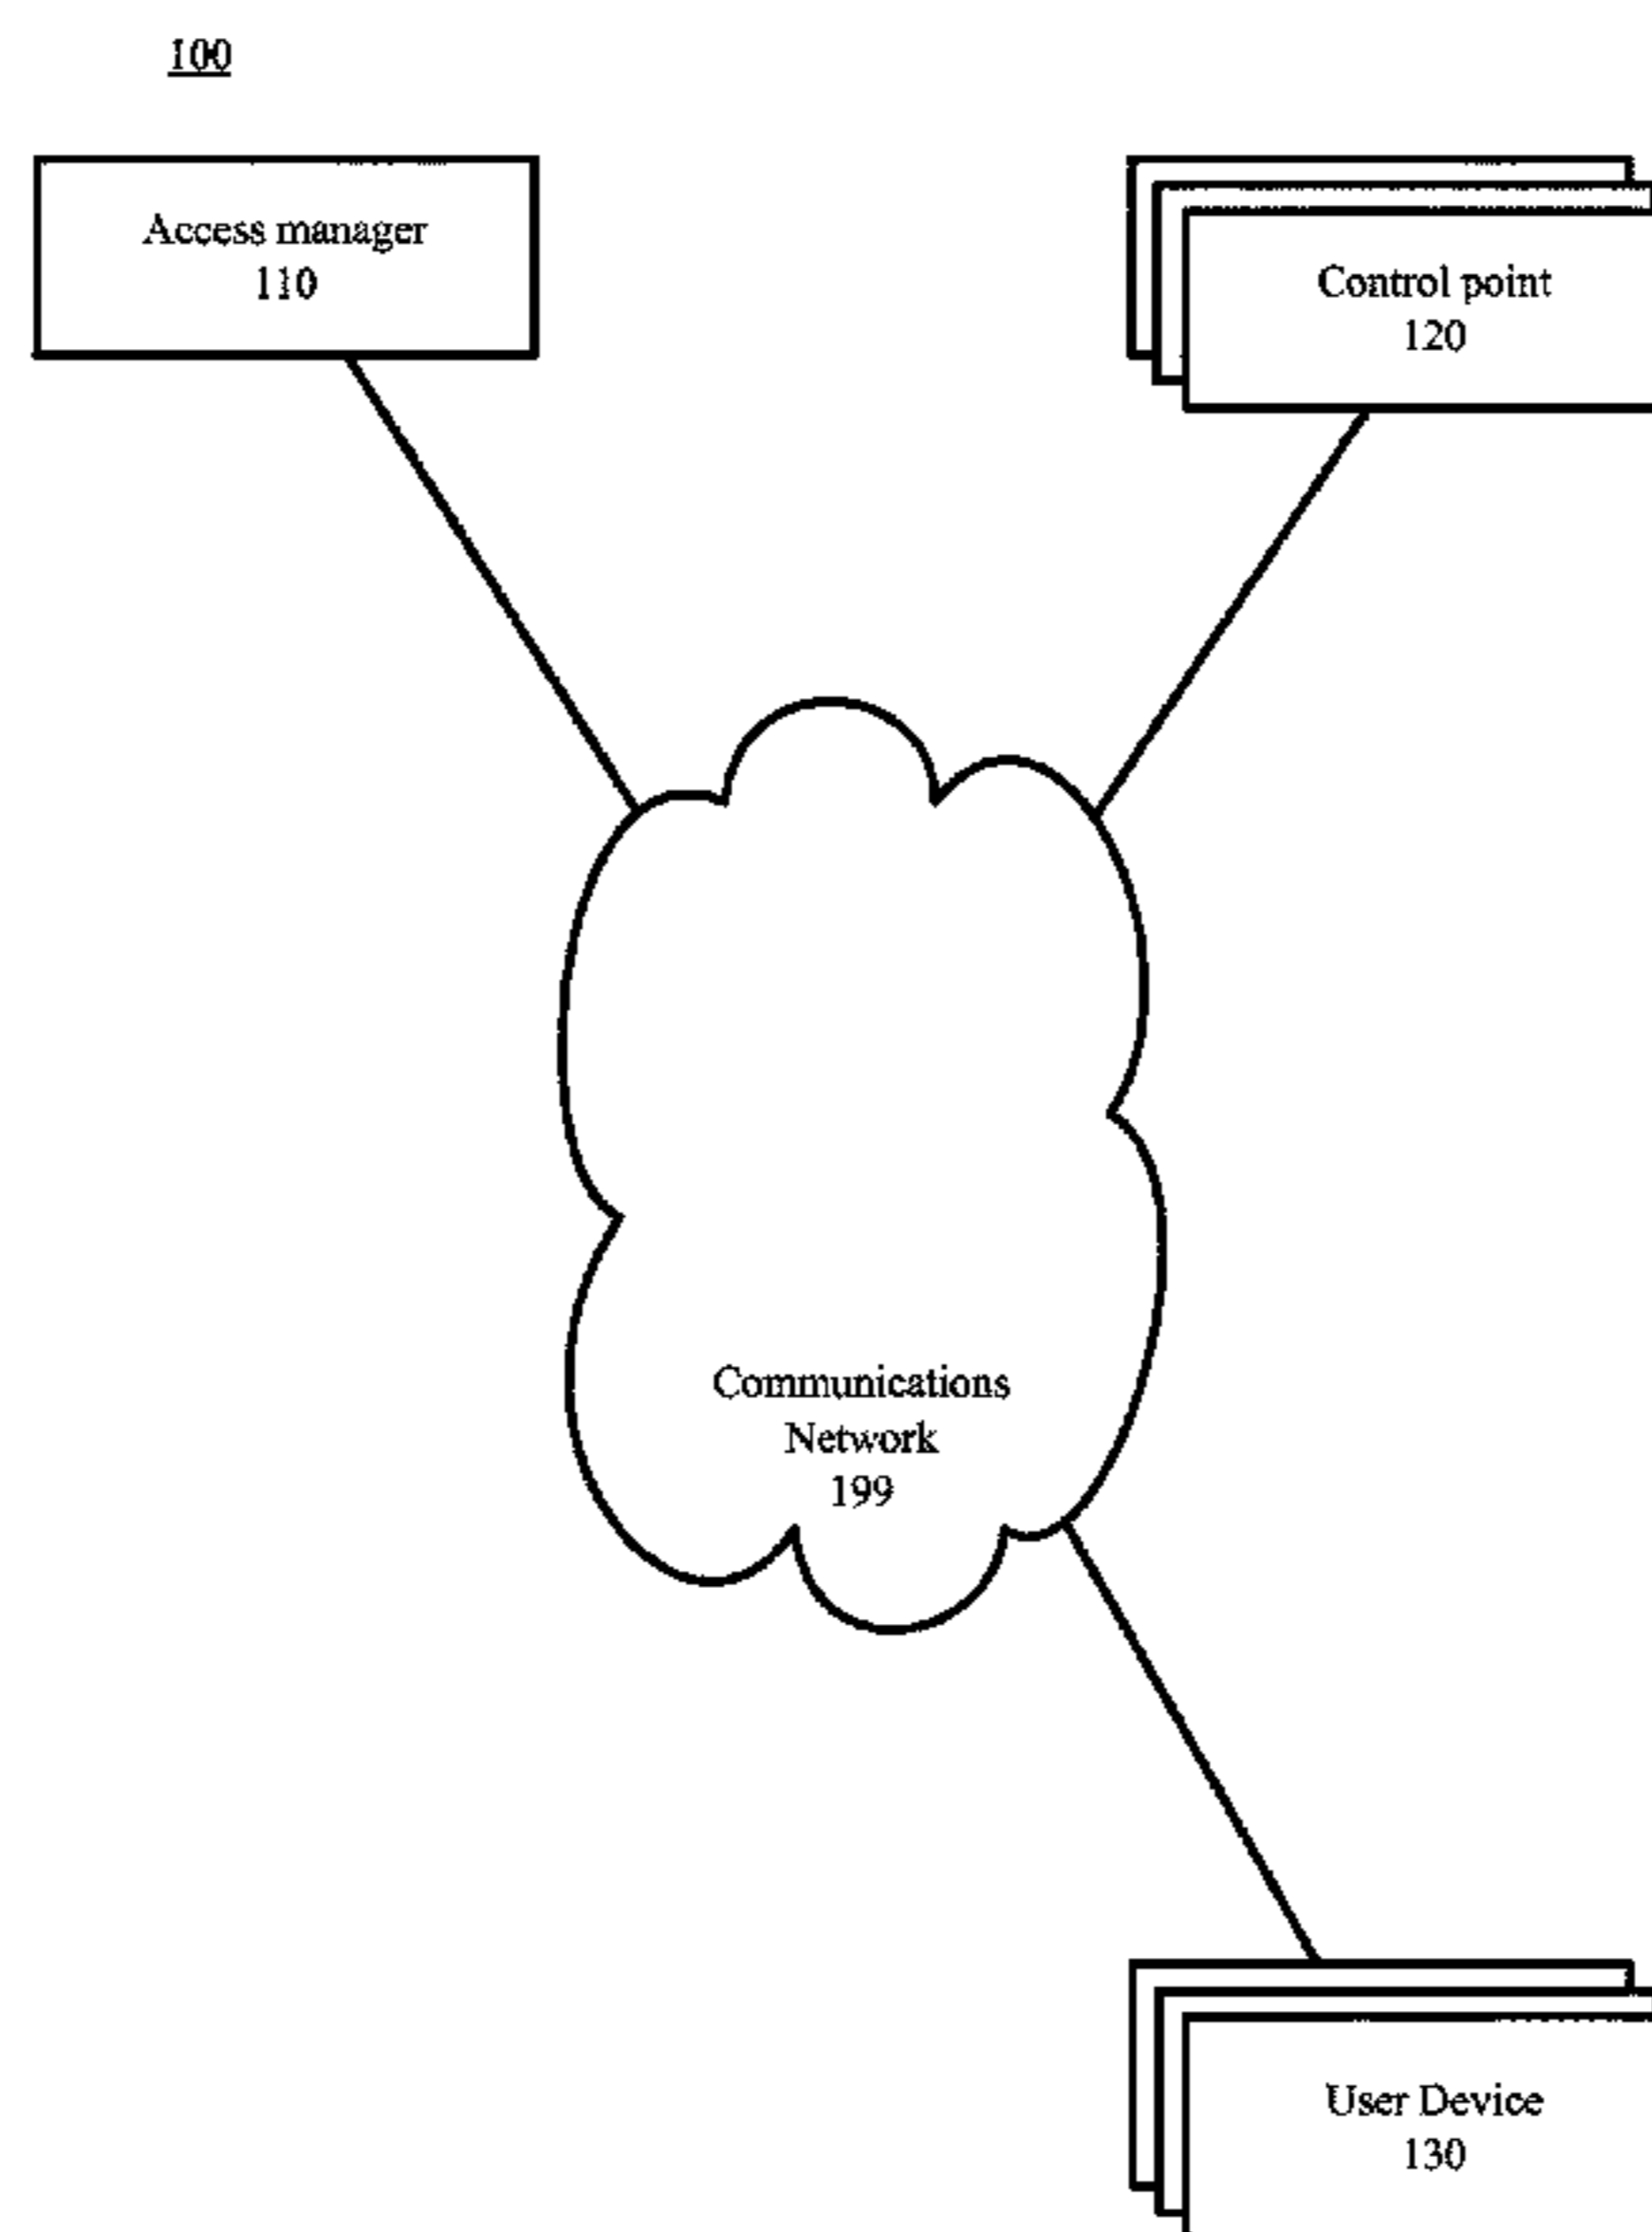 100
Access manager
110
Control point
120
Communications
Network
199
User Device
130